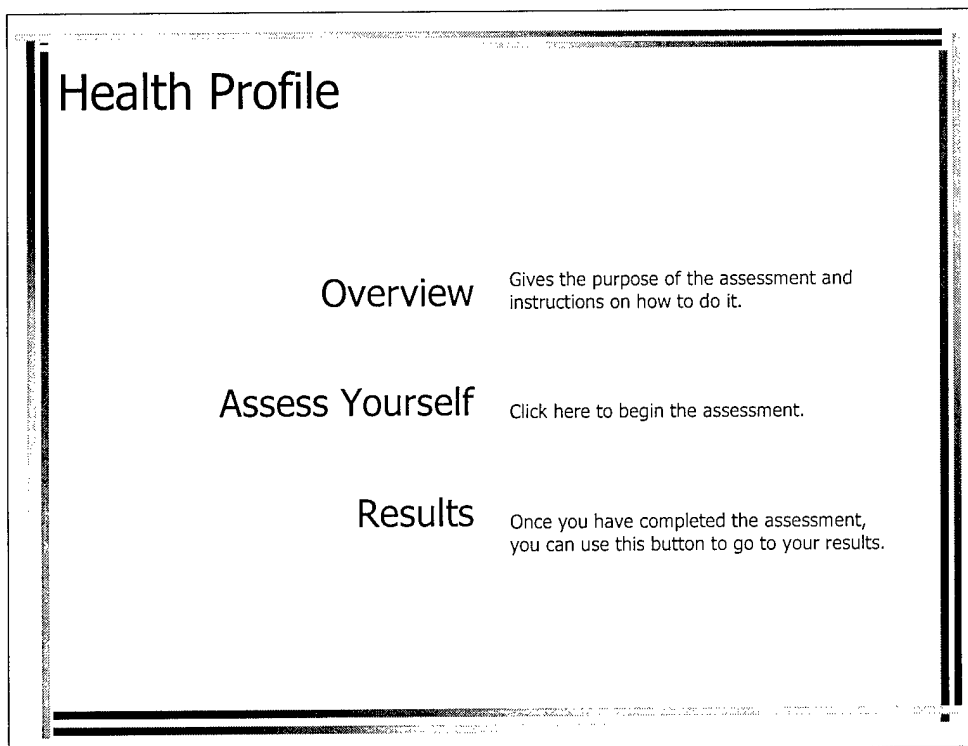 Health Profile
Overview
Gives the purpose of the assessment and
instructions on how to do it.
Assess Yourself
Click here to begin the assessment.
Results
Once you have completed the assessment,
you can use this button to go to your results.